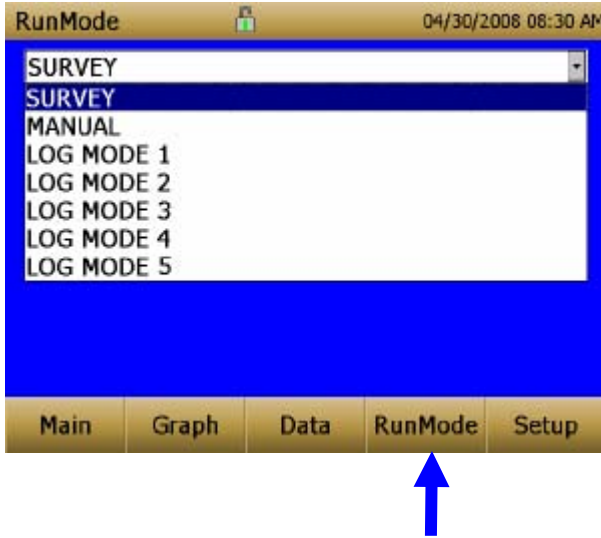 RunMode 04/30/2008 08:30 AM
SURVEY
SURVEY
MANUAL
LOG MODE 1
LOG MODE 2
LOG MODE 3
LOG MODE 4
LOG MODE 5
Main Graph Data RunMode Setup